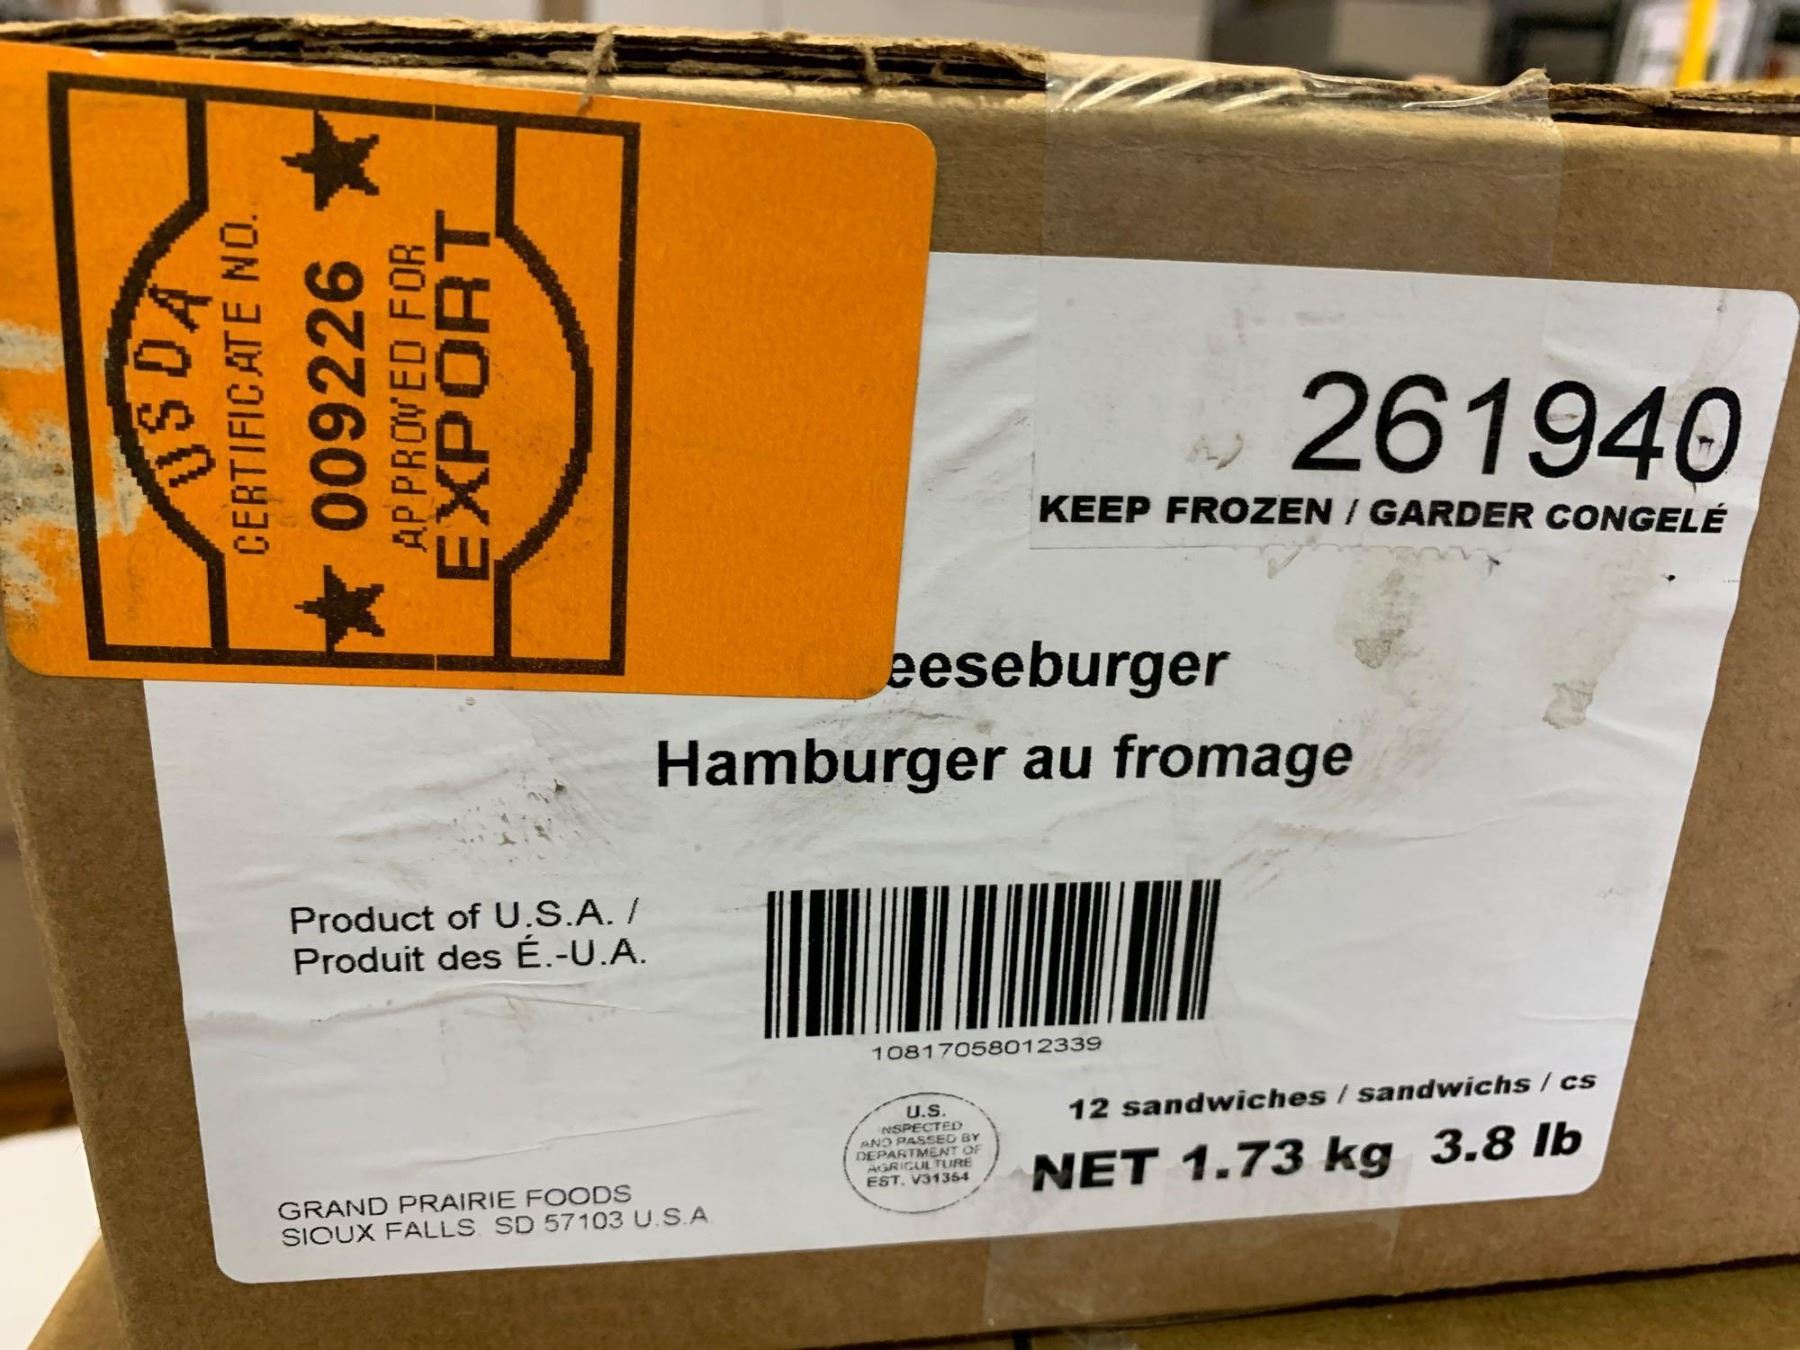 USDA
CERTIFICATE NO.
009226
APPROVED FOR
EXPORT
261940
KEEP FROZEN / GARDER CONGELÉ
eeseburger
Hamburger au fromage
Product of U.S.A. /
Produit des É.-U.A.
10817058012339
U.S.
INSPECTED
AND PASSED BY
DEPARTMENT OF
AGRICULTURE
EST. V31354
12 sandwiches / sandwichs / cs
NET 1.73 kg 3.8 lb
GRAND PRAIRIE FOODS
SIOUX FALLS SD 57103 U.S.A